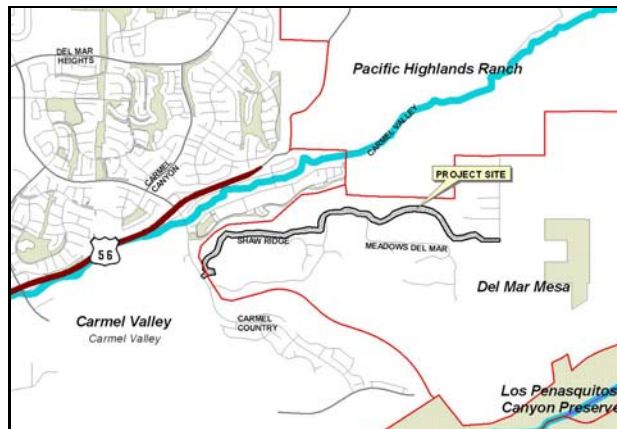 DEL MAR
HEIGHTS
Pacific Highlands Ranch
CARMEL VALLEY
CARMEL
CANYON
PROJECT SITE
56
SHAW RIDGE
MEADOWS DEL MAR
Del Mar Mesa
Carmel Valley
Carmel Valley
CARMEL
COUNTRY
Los Penasquitos
Canyon Preserve